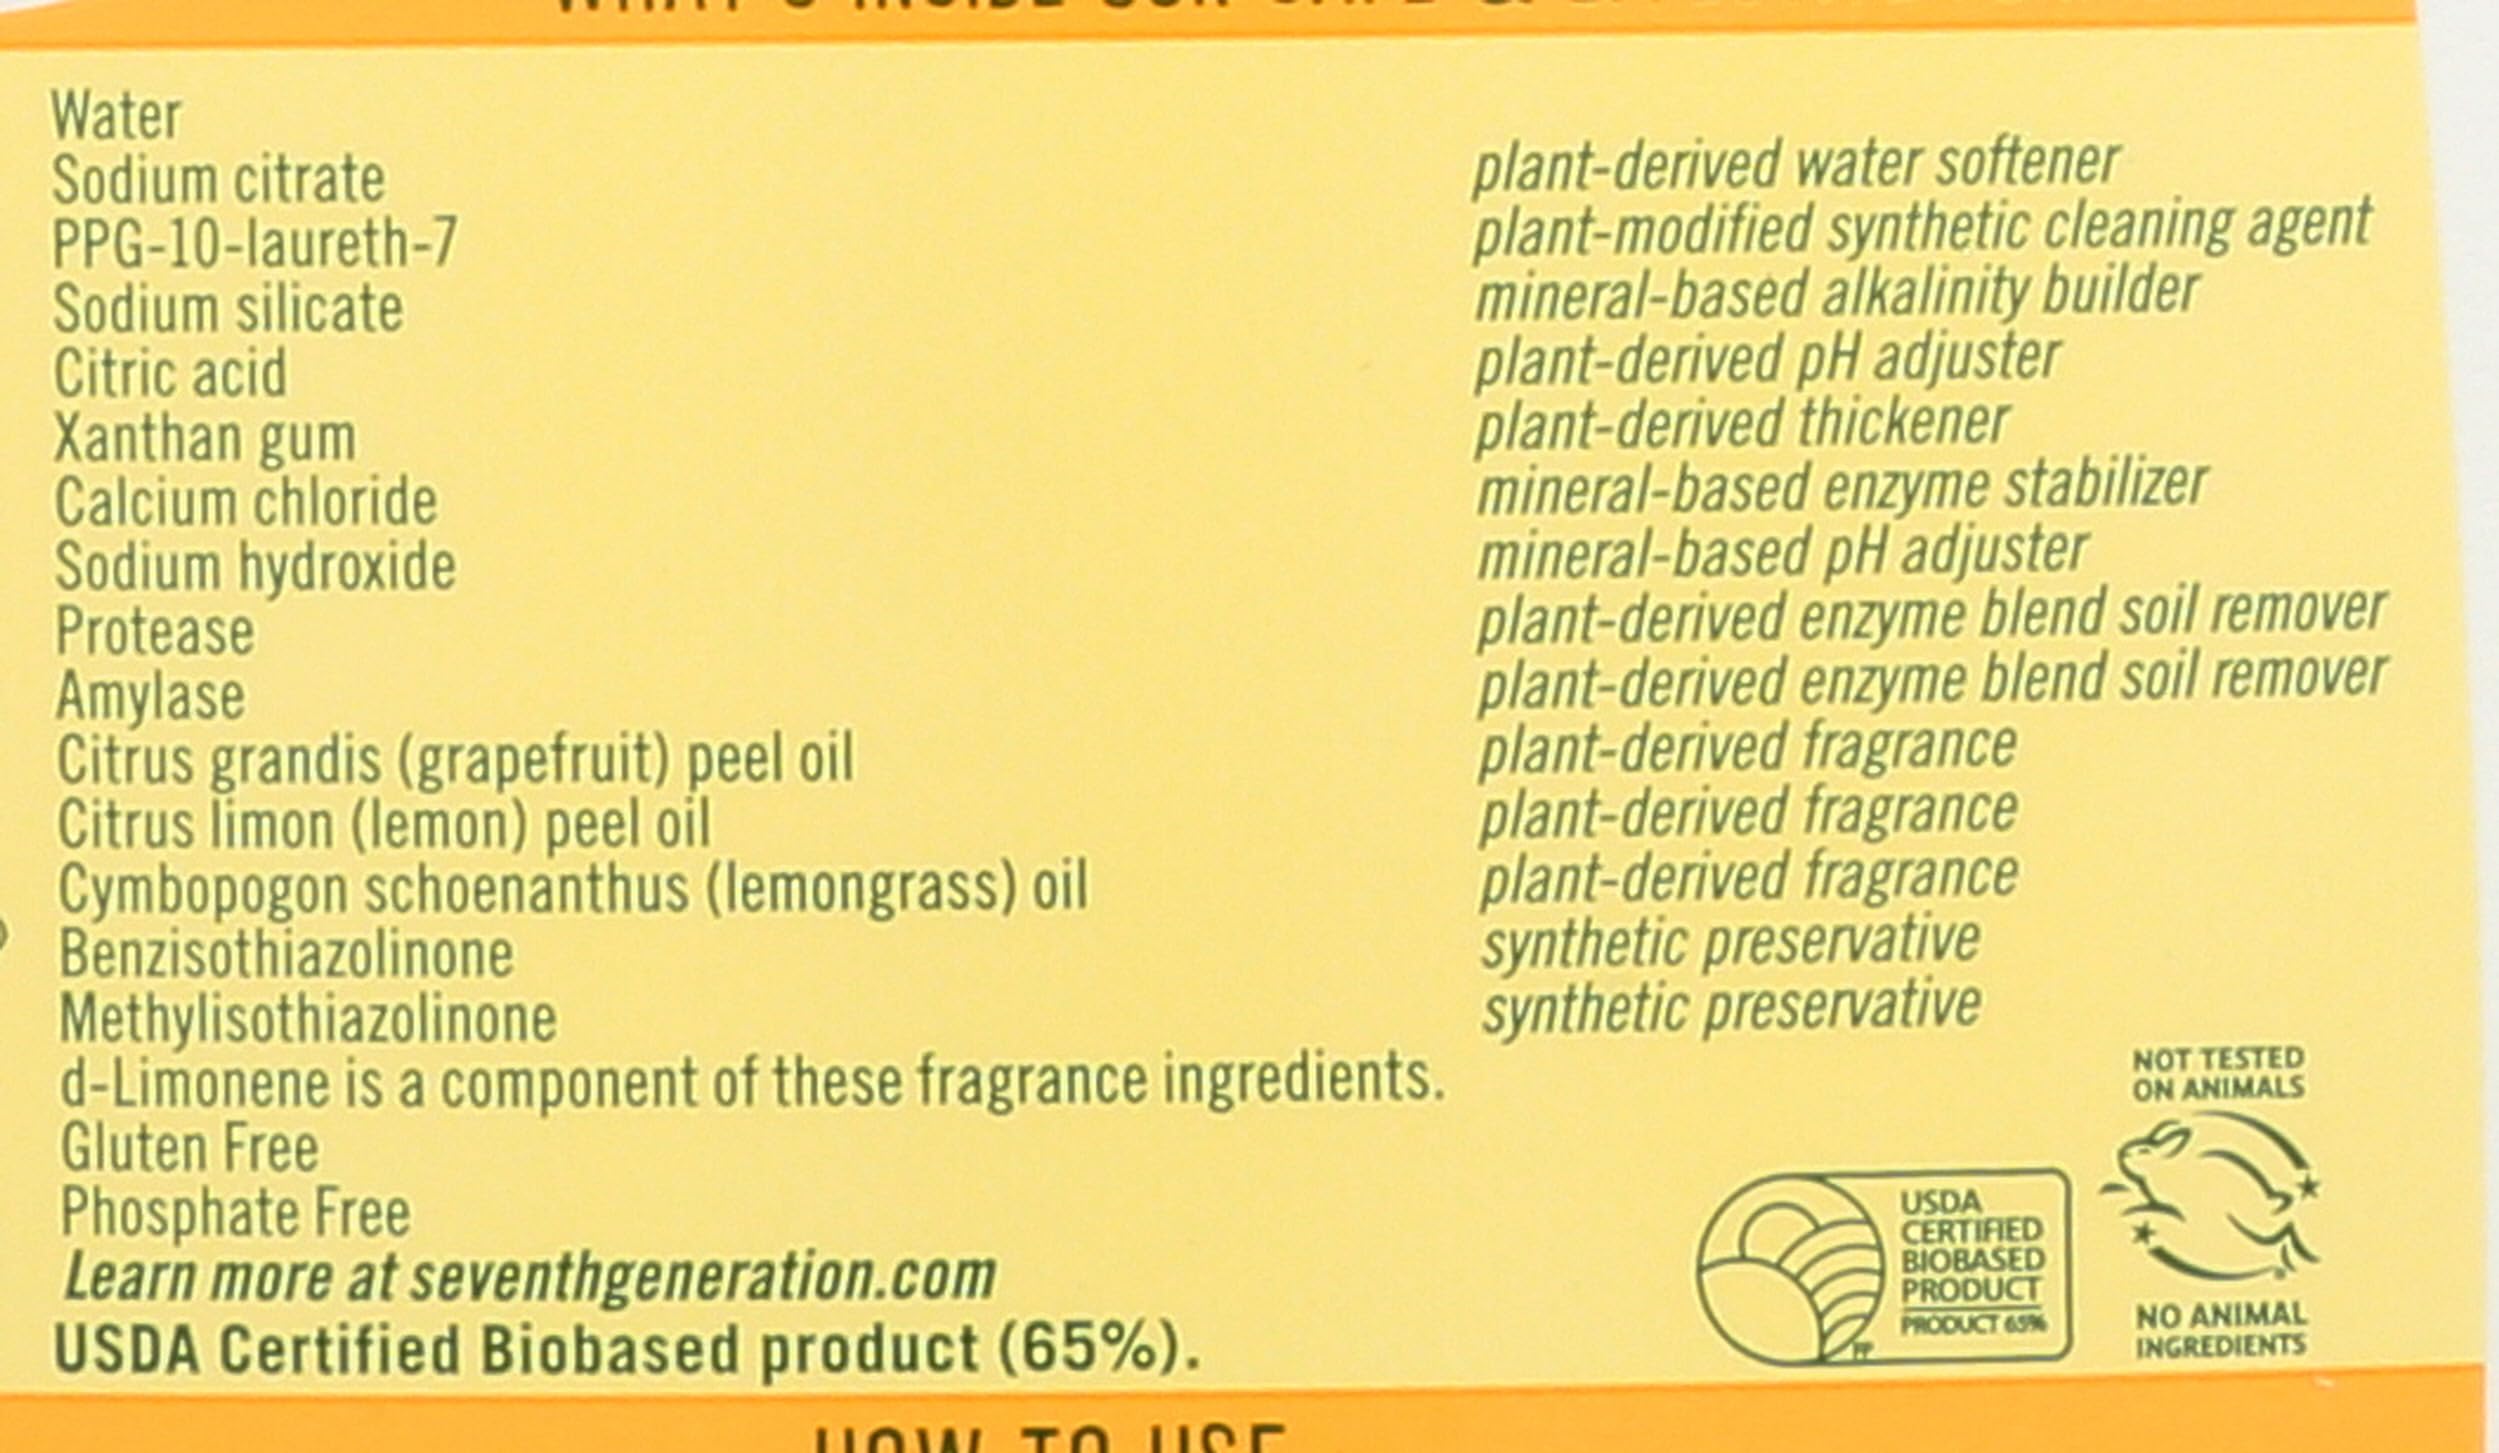 WHAT'S INSIDE OUR SAFE &
Water
Sodium citrate plant-derived water softener
PPG-10-laureth-7 plant-modified synthetic cleaning agent
Sodium silicate mineral-based alkalinity builder
Citric acid plant-derived pH adjuster
Xanthan gum plant-derived thickener
Calcium chloride mineral-based enzyme stabilizer
Sodium hydroxide mineral-based pH adjuster
Protease plant-derived enzyme blend soil remover
Amylase plant-derived enzyme blend soil remover
Citrus grandis (grapefruit) peel oil plant-derived fragrance
Citrus limon (lemon) peel oil plant-derived fragrance
Cymbopogon schoenanthus (lemongrass) oil plant-derived fragrance
Benzisothiazolinone synthetic preservative
Methylisothiazolinone synthetic preservative
d-Limonene is a component of these fragrance ingredients.
Gluten Free
Phosphate Free
Learn more at seventhgeneration.com
USDA Certified Biobased product (65%).
USDA
CERTIFIED
BIOBASED
PRODUCT
PRODUCT 65%
FP
NOT TESTED
ON ANIMALS
NO ANIMAL
INGREDIENTS
HOW TO USE